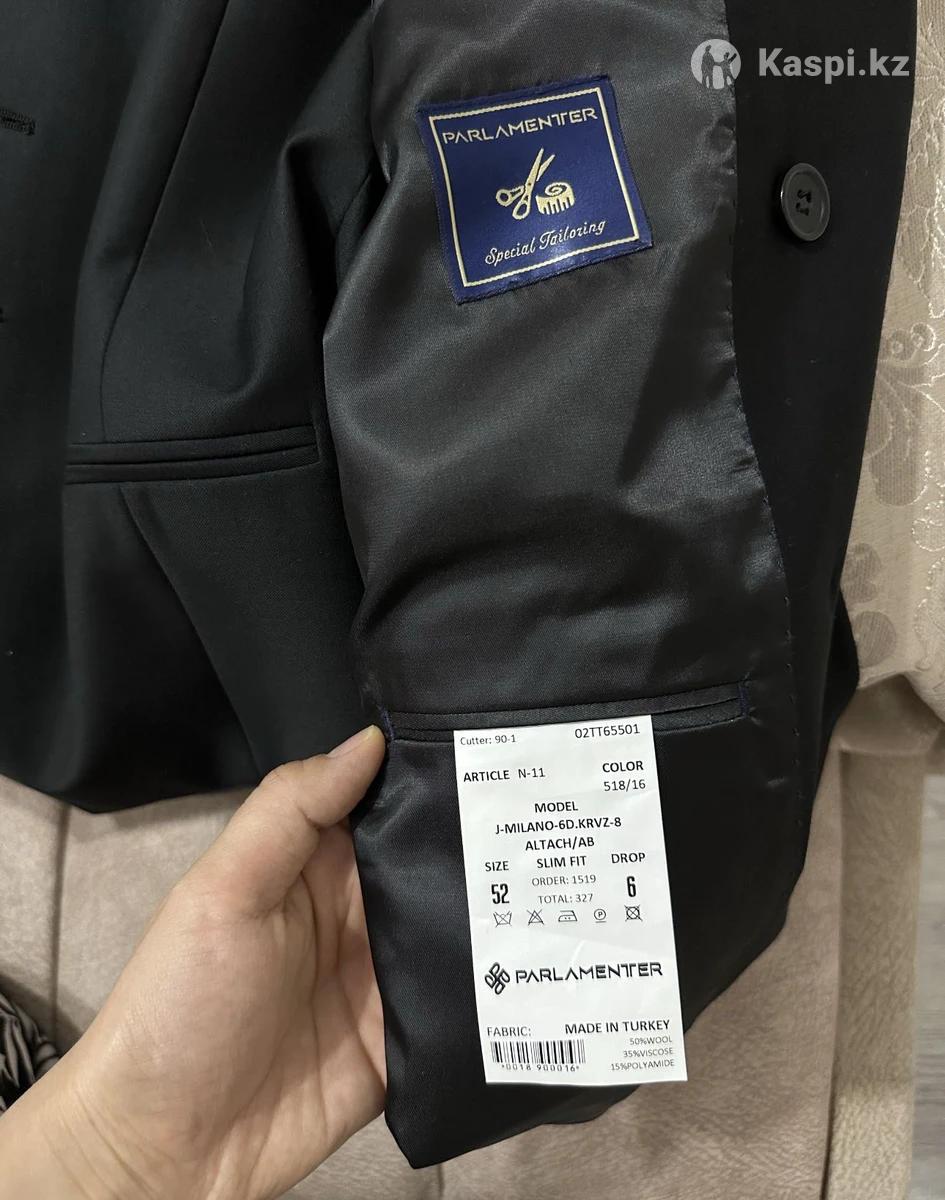 Kaspi.kz
PARLAMENTER
Special Tailoring
Cutter: 90-1 02TT65501
ARTICLE N-11 COLOR
518/16
MODEL
J-MILANO-6D.KRVZ-8
ALTACH/AB
SIZE SLIM FIT DROP
52 ORDER: 1519 6
TOTAL: 327
PARLAMENTER
FABRIC: MADE IN TURKEY
50%WOOL
35%VISCOSE
15%POLYAMIDE
*0018 900016*